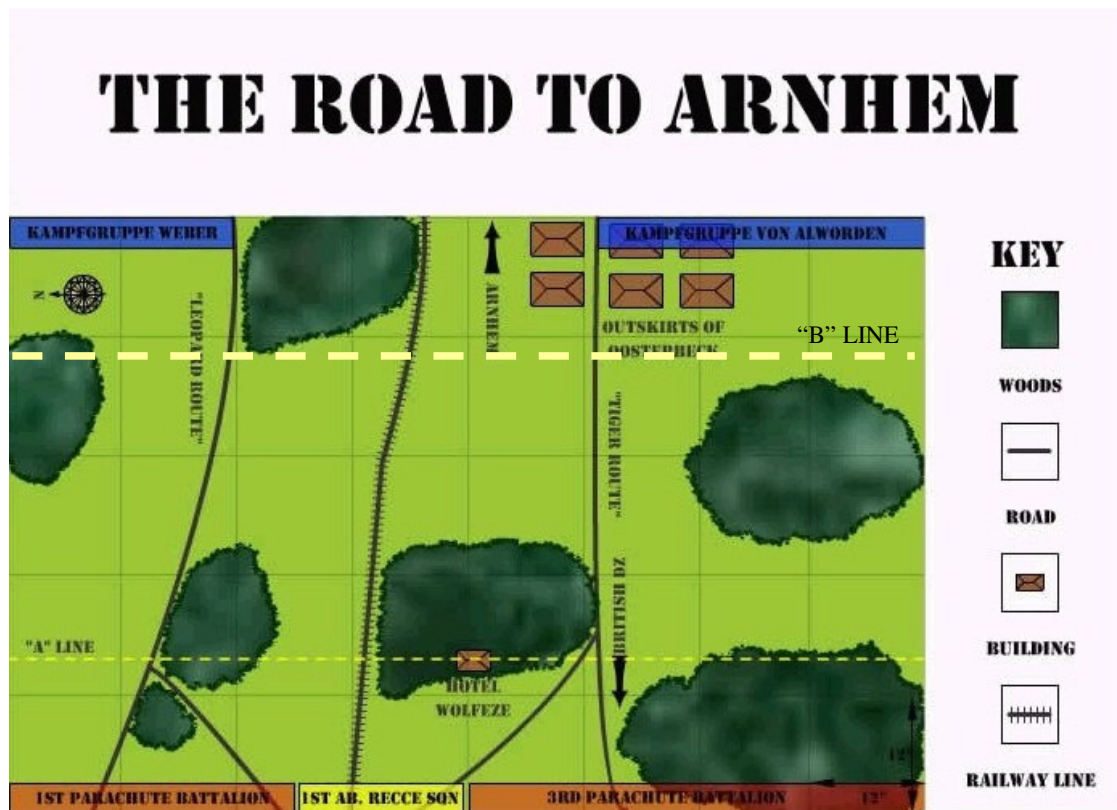 THE ROAD TO ARNHEM
KAMPFGRUPPE WEBER
KAMPFGRUPPE VON ALWORDEN
N
"LEOPARD ROUTE"
ARNHEM
OUTSKIRTS OF
OOSTERBECK
"B" LINE
"TIGER ROUTE"
BRITISH DZ
"A" LINE
HOTEL
WOLFEZE
12"
12"
1ST PARACHUTE BATTALION
1ST AB. RECCE SQN
3RD PARACHUTE BATTALION
KEY
WOODS
ROAD
BUILDING
RAILWAY LINE